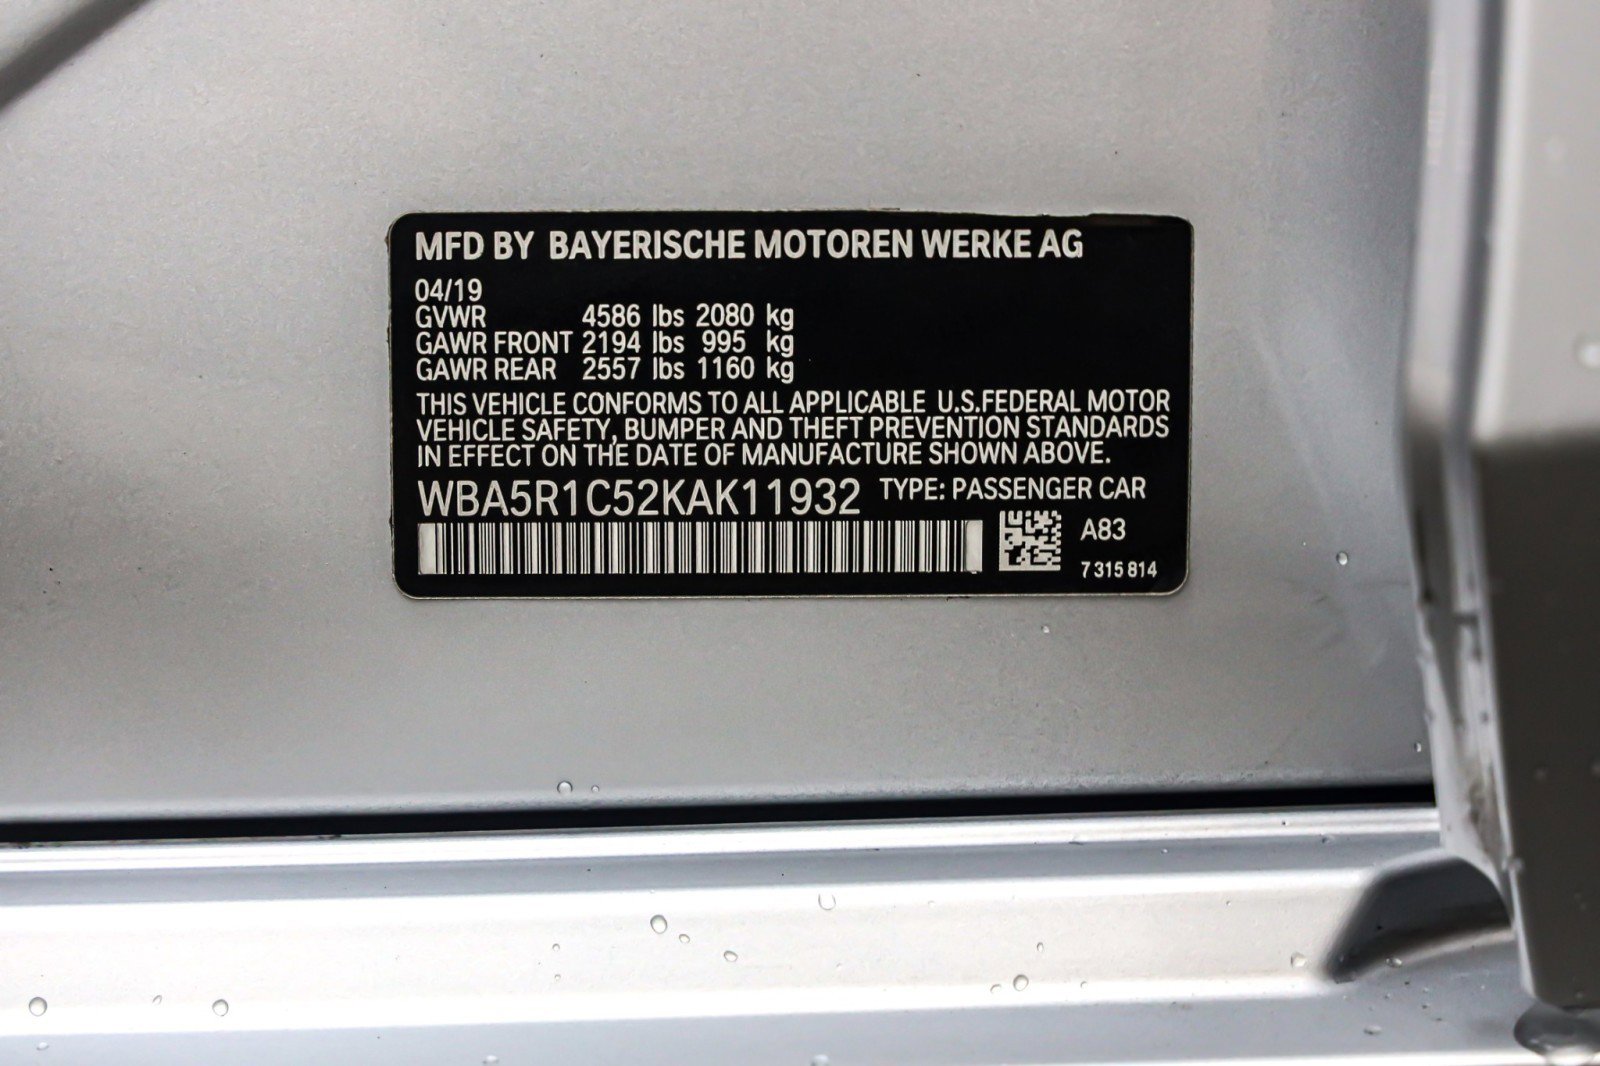 MFD BY BAYERISCHE MOTOREN WERKE AG
04/19
GVWR 4586 lbs 2080 kg
GAWR FRONT 2194 lbs 995 kg
GAWR REAR 2557 lbs 1160 kg
THIS VEHICLE CONFORMS TO ALL APPLICABLE U.S.FEDERAL MOTOR
VEHICLE SAFETY, BUMPER AND THEFT PREVENTION STANDARDS
IN EFFECT ON THE DATE OF MANUFACTURE SHOWN ABOVE.
WBA5R1C52KAK11932 TYPE: PASSENGER CAR
A83
7 315 814